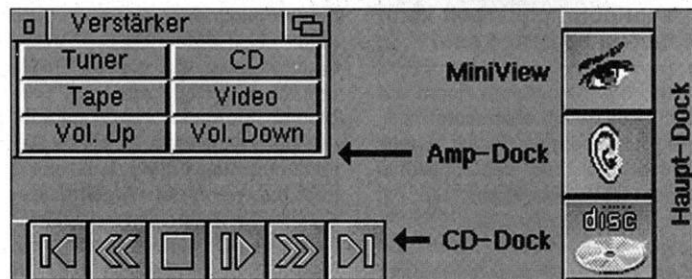 Verstärker
Tuner CD
Tape Video
Vol. Up Vol. Down
MiniView
Amp-Dock
CD-Dock
disc
Haupt-Dock